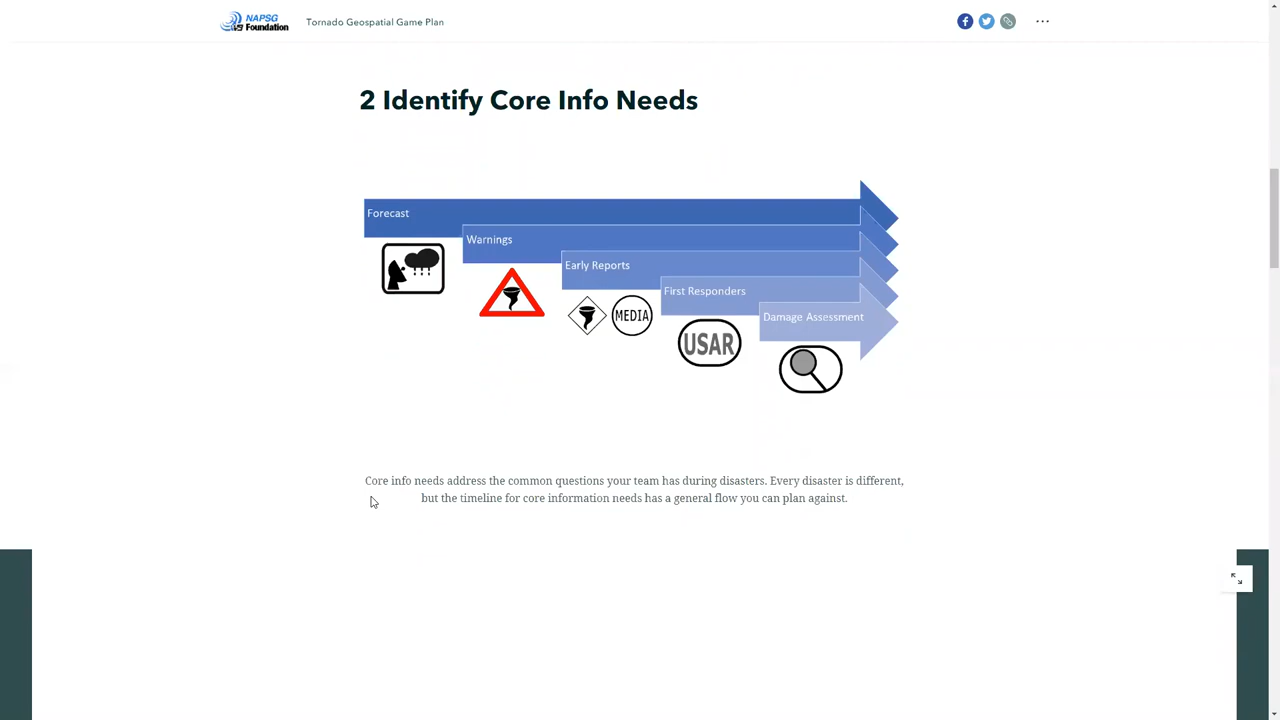 NAPSG
Foundation
Tornado Geospatial Game Plan
2 Identify Core Info Needs
Forecast
Warnings
Early Reports
MEDIA
First Responders
USAR
Damage Assessment
Core info needs address the common questions your team has during disasters. Every disaster is different,
but the timeline for core information needs has a general flow you can plan against.